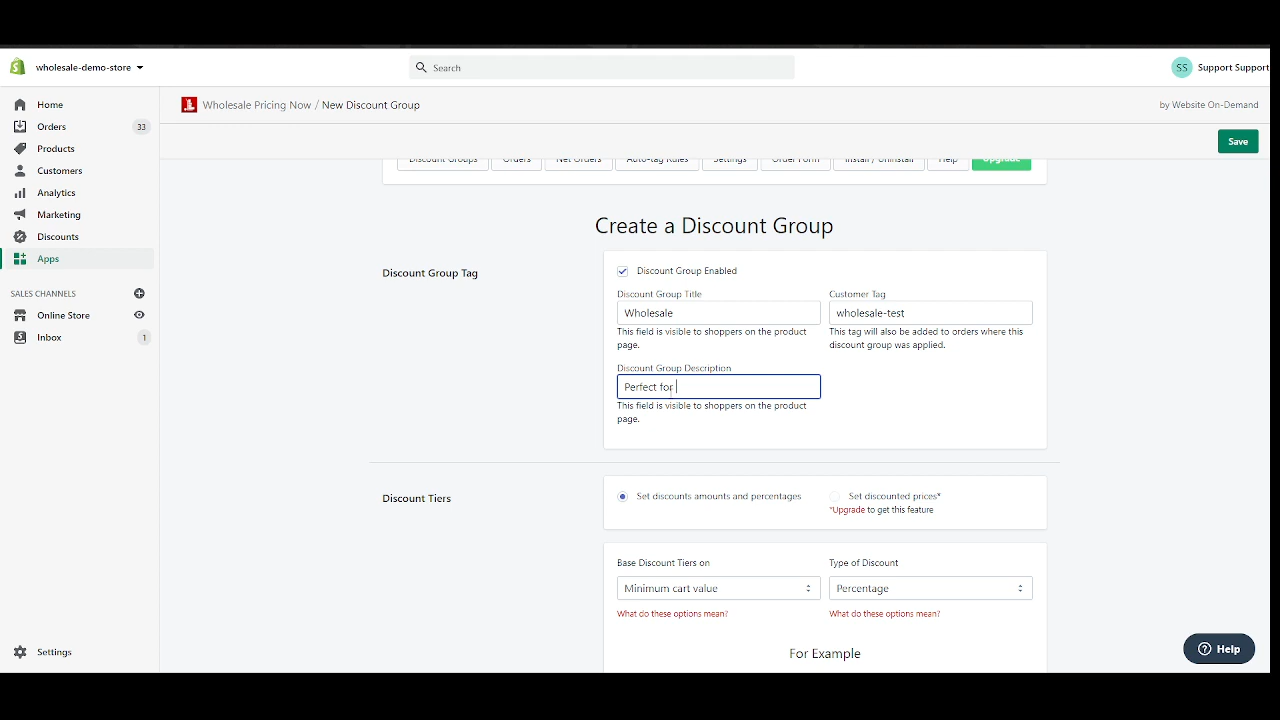 wholesale-demo-store
Search
SS Support Support
Home
Orders 33
Products
Customers
Analytics
Marketing
Discounts
Apps
SALES CHANNELS
Online Store
Inbox 1
Settings
Wholesale Pricing Now / New Discount Group
by Website On-Demand
Save
Discount Groups Orders Net Orders Auto-tag Rules Settings Order Form Install / Uninstall Help Upgrade
Create a Discount Group
Discount Group Tag
Discount Group Enabled
Discount Group Title Customer Tag
Wholesale wholesale-test
This field is visible to shoppers on the product This tag will also be added to orders where this
page. discount group was applied.
Discount Group Description
Perfect for
This field is visible to shoppers on the product
page.
Discount Tiers
Set discounts amounts and percentages Set discounted prices*
*Upgrade to get this feature
Base Discount Tiers on Type of Discount
Minimum cart value Percentage
What do these options mean? What do these options mean?
For Example
Help